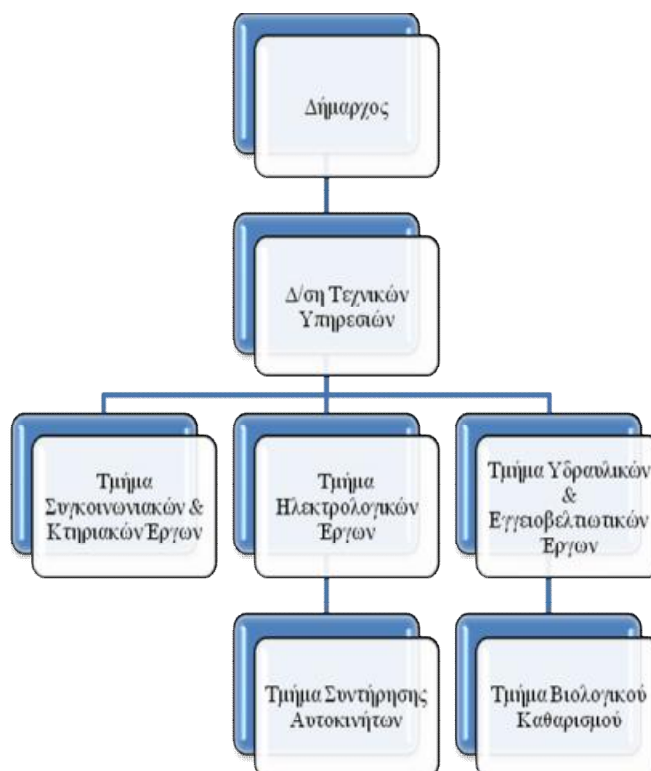 Δήμαρχος
Δ/ση Τεχνικών
Υπηρεσιών
Τμήμα
Συγκοινωνιακών &
Κτηριακών Έργων
Τμήμα
Ηλεκτρολογικών
Έργων
Τμήμα Υδραυλικών
&
Εγγειοβελτιωτικών
Έργων
Τμήμα Συντήρησης
Αυτοκινήτων
Τμήμα Βιολογικού
Καθαρισμού